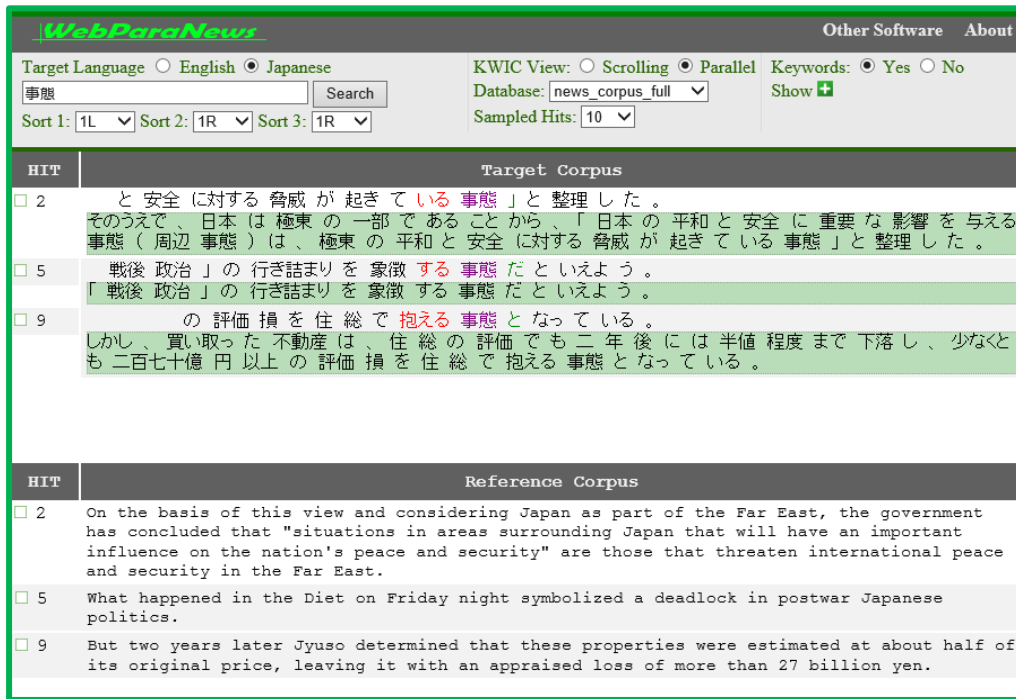 WebParaNews Other Software About
Target Language English Japanese KWIC View: Scrolling Parallel Keywords: Yes No
事態 Search Database: news_corpus_full Show
Sort 1: 1L Sort 2: 1R Sort 3: 1R Sampled Hits: 10
HIT Target Corpus
2 と 安全 に対する 脅威 が 起き て いる 事態 」と 整理 し た 。
そのうえで 、 日本 は 極東 の 一部 で ある こと から 、「 日本 の 平和 と 安全 に 重要 な 影響 を 与える
事態 ( 周辺 事態 ) は 、 極東 の 平和 と 安全 に対する 脅威 が 起き て いる 事態 」と 整理 し た 。
5 戦後 政治 」の 行き詰まり を 象徴 する 事態 だ と いえよ う 。
「 戦後 政治 」の 行き詰まり を 象徴 する 事態 だ と いえよ う 。
9 の 評価 損 を 住 総 で 抱える 事態 と なっ て いる 。
しかし 、 買い取っ た 不動産 は 、 住 総 の 評価 で も 二 年 後 に は 半値 程度 まで 下落 し 、 少なくと
も 二百七十億 円 以上 の 評価 損 を 住 総 で 抱える 事態 と なっ て いる 。
HIT Reference Corpus
2 On the basis of this view and considering Japan as part of the Far East, the government
has concluded that "situations in areas surrounding Japan that will have an important
influence on the nation's peace and security" are those that threaten international peace
and security in the Far East.
5 What happened in the Diet on Friday night symbolized a deadlock in postwar Japanese
politics.
9 But two years later Jyuso determined that these properties were estimated at about half of
its original price, leaving it with an appraised loss of more than 27 billion yen.